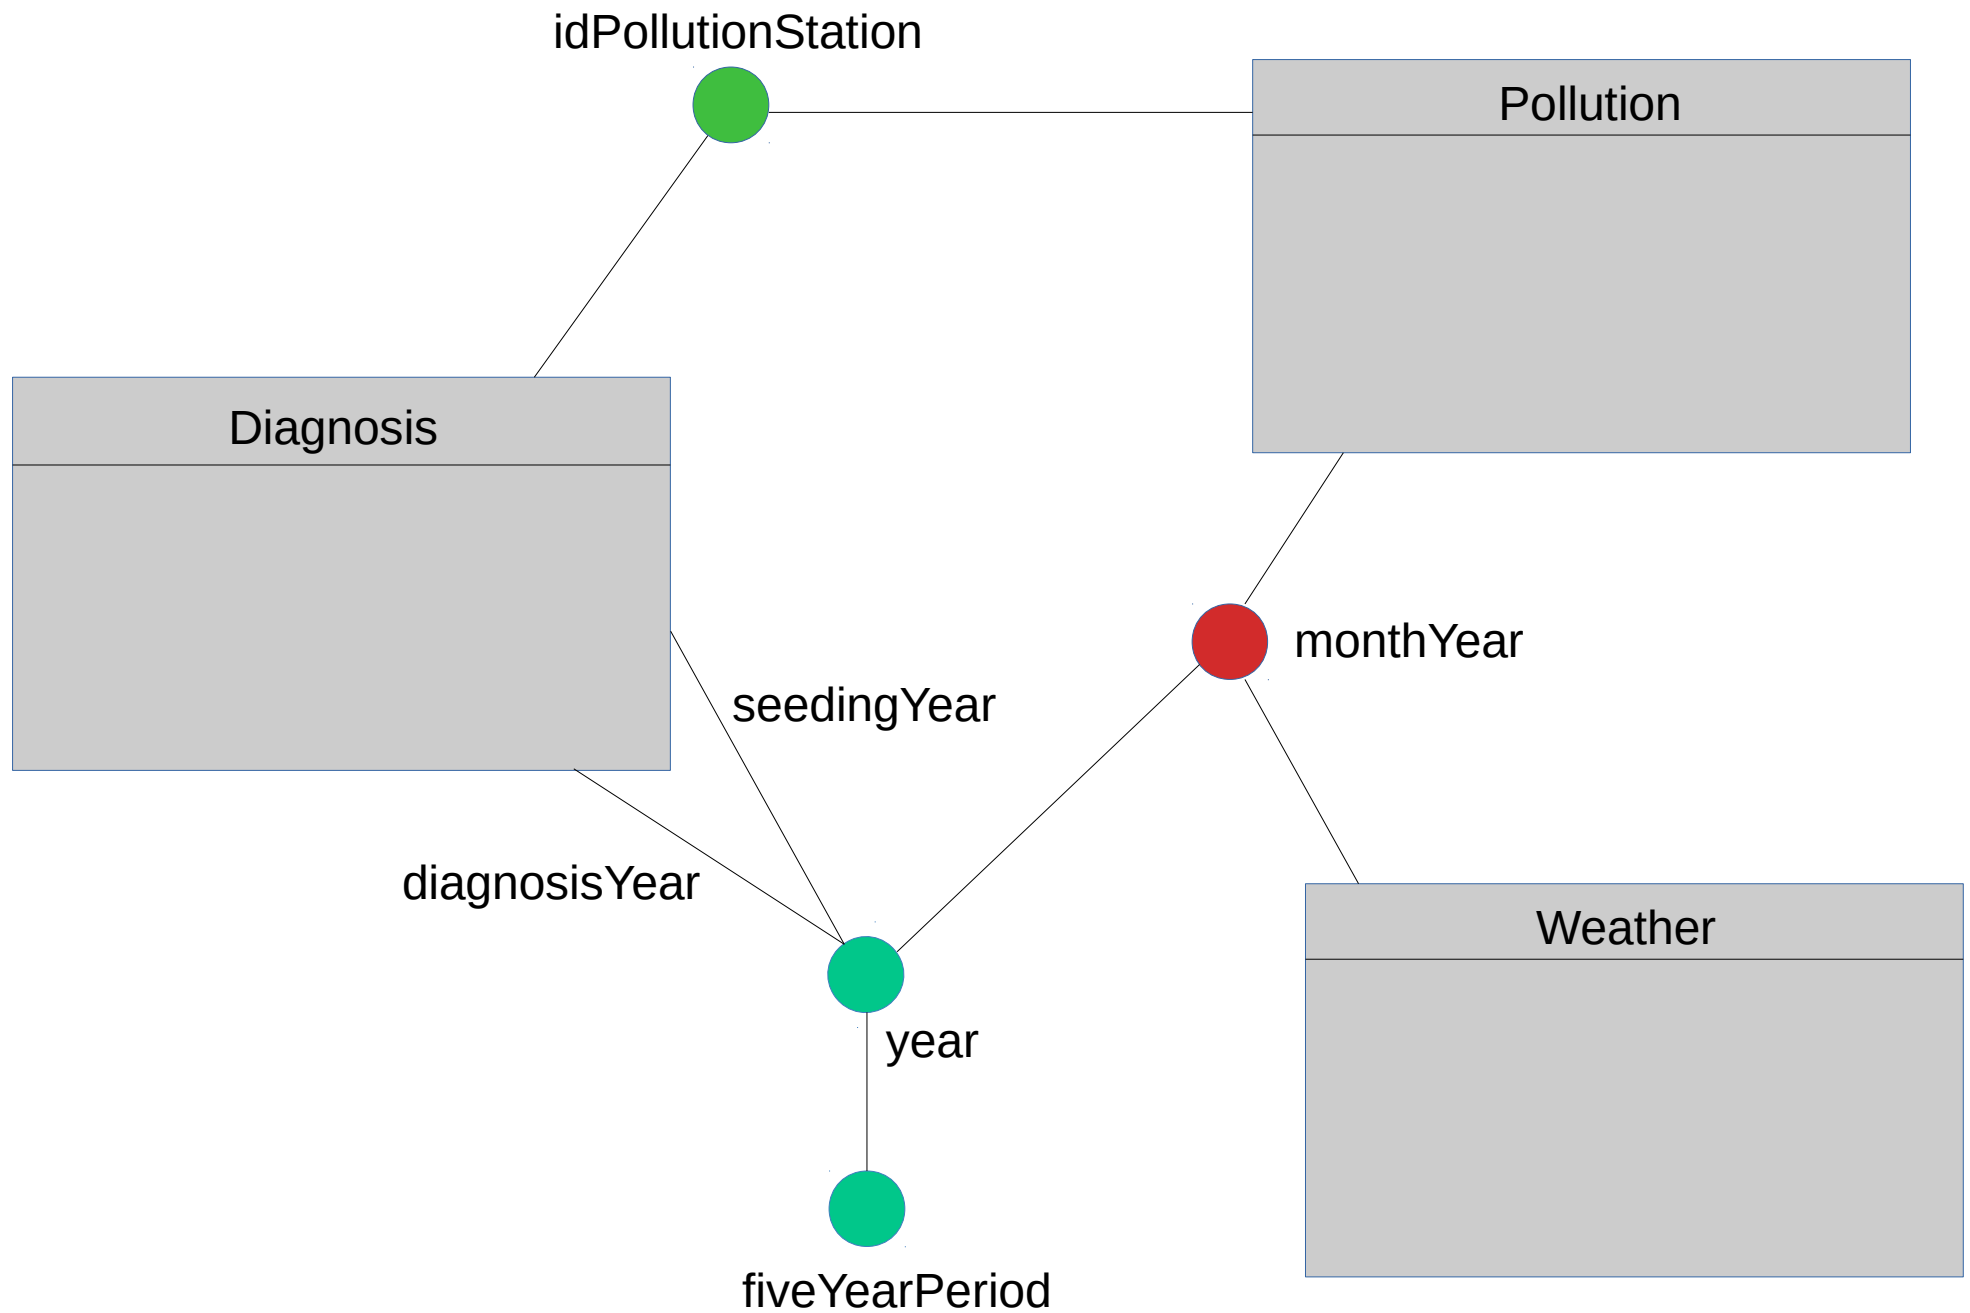 idPollutionStation
Pollution
Diagnosis
monthYear
seedingYear
diagnosisYear
Weather
year
fiveYearPeriod